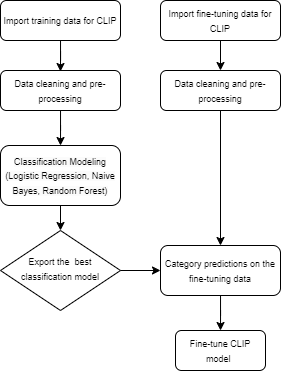 Import training data for CLIP
Import fine-tuning data for
CLIP
Data cleaning and pre-
processing
Data cleaning and pre-
processing
Classification Modeling
(Logistic Regression, Naive
Bayes, Random Forest)
Export the best
classification model
Category predictions on the
fine-tuning data
Fine-tune CLIP
model